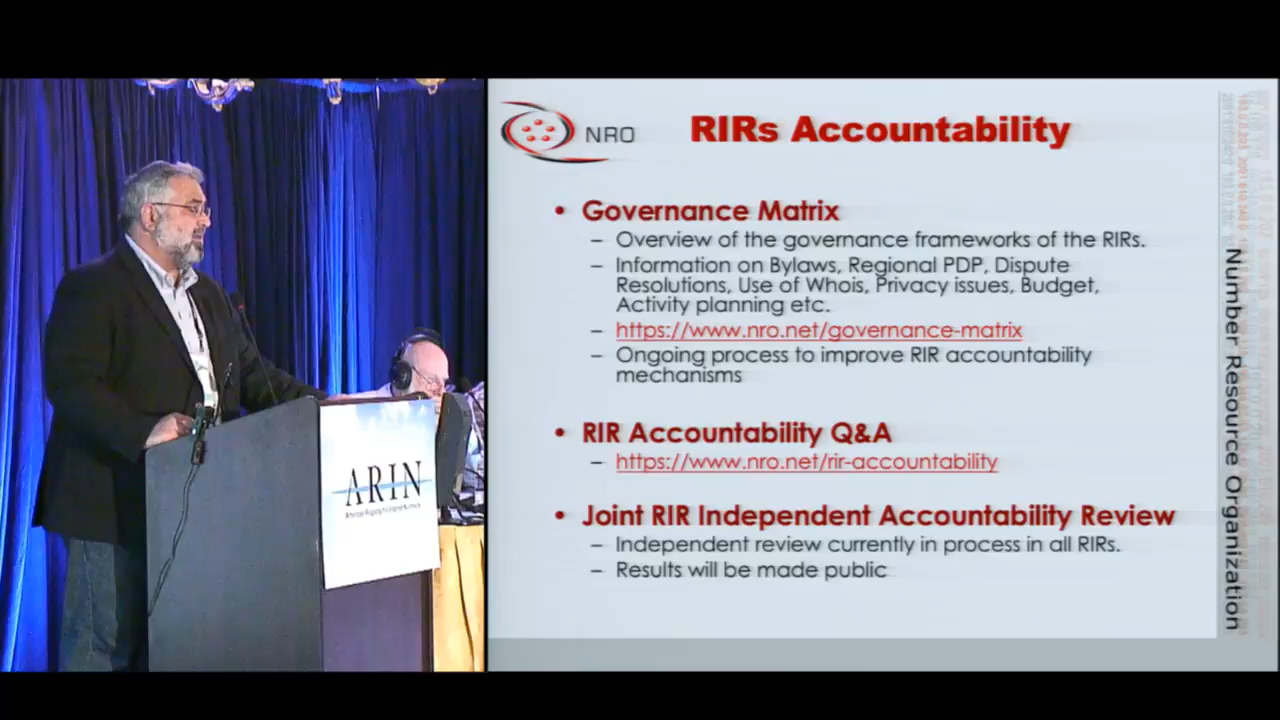 NRO
RIRs Accountability
• Governance Matrix
– Overview of the governance frameworks of the RIRs.
– Information on Bylaws, Regional PDP, Dispute
Resolutions, Use of Whois, Privacy issues, Budget,
Activity planning etc.
– https://www.nro.net/governance-matrix
– Ongoing process to improve RIR accountability
mechanisms
• RIR Accountability Q&A
– https://www.nro.net/rir-accountability
• Joint RIR Independent Accountability Review
– Independent review currently in process in all RIRs.
– Results will be made public
Number Resource Organization
ARIN